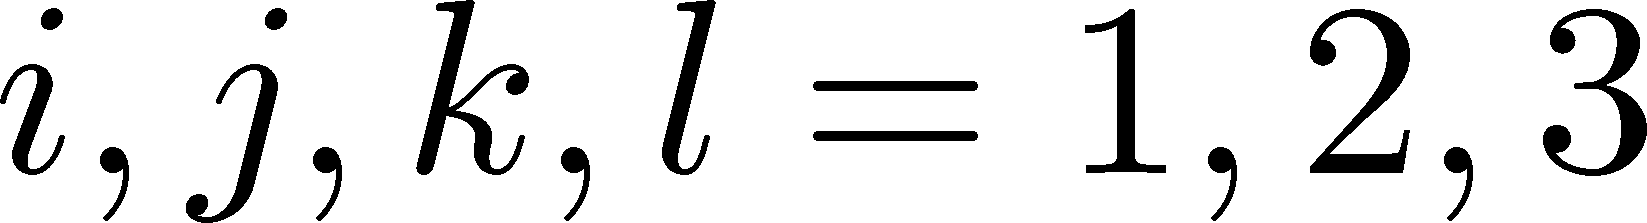 i, j, k, l = 1, 2, 3